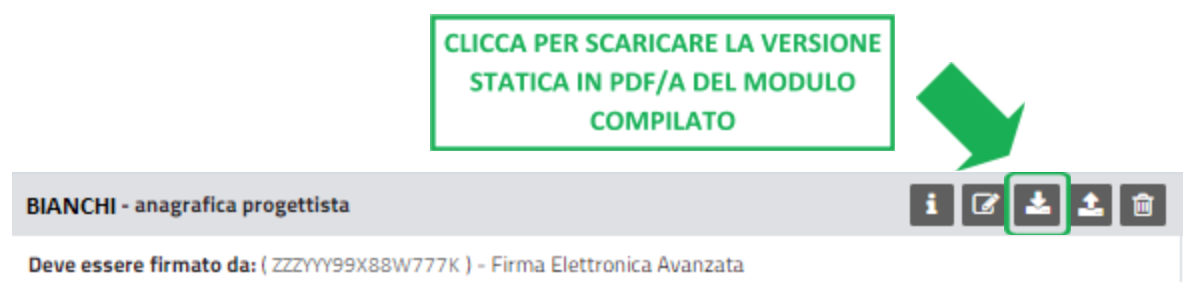 CLICCA PER SCARICARE LA VERSIONE
STATICA IN PDF/A DEL MODULO
COMPILATO
BIANCHI - anagrafica progettista
Deve essere firmato da: ( ZZZYYY99X88W777K ) - Firma Elettronica Avanzata